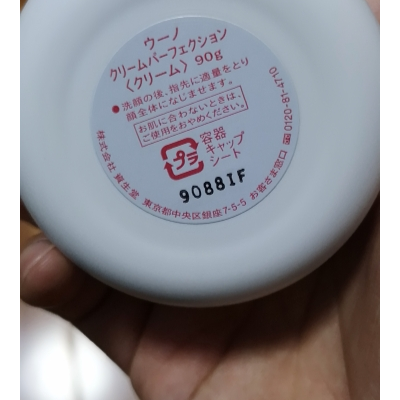 ウーノ
クリームパーフェクション
〈クリーム〉 90g
●洗顔の後、指先に適量をとり
顔全体になじませます。
お肌に合わないときは、
ご使用をおやめください。
プラ
容器
キャップ
シート
9088IF
株式会社 資生堂 東京都中央区銀座7-5-5 お客さま窓口 0120-81-4710